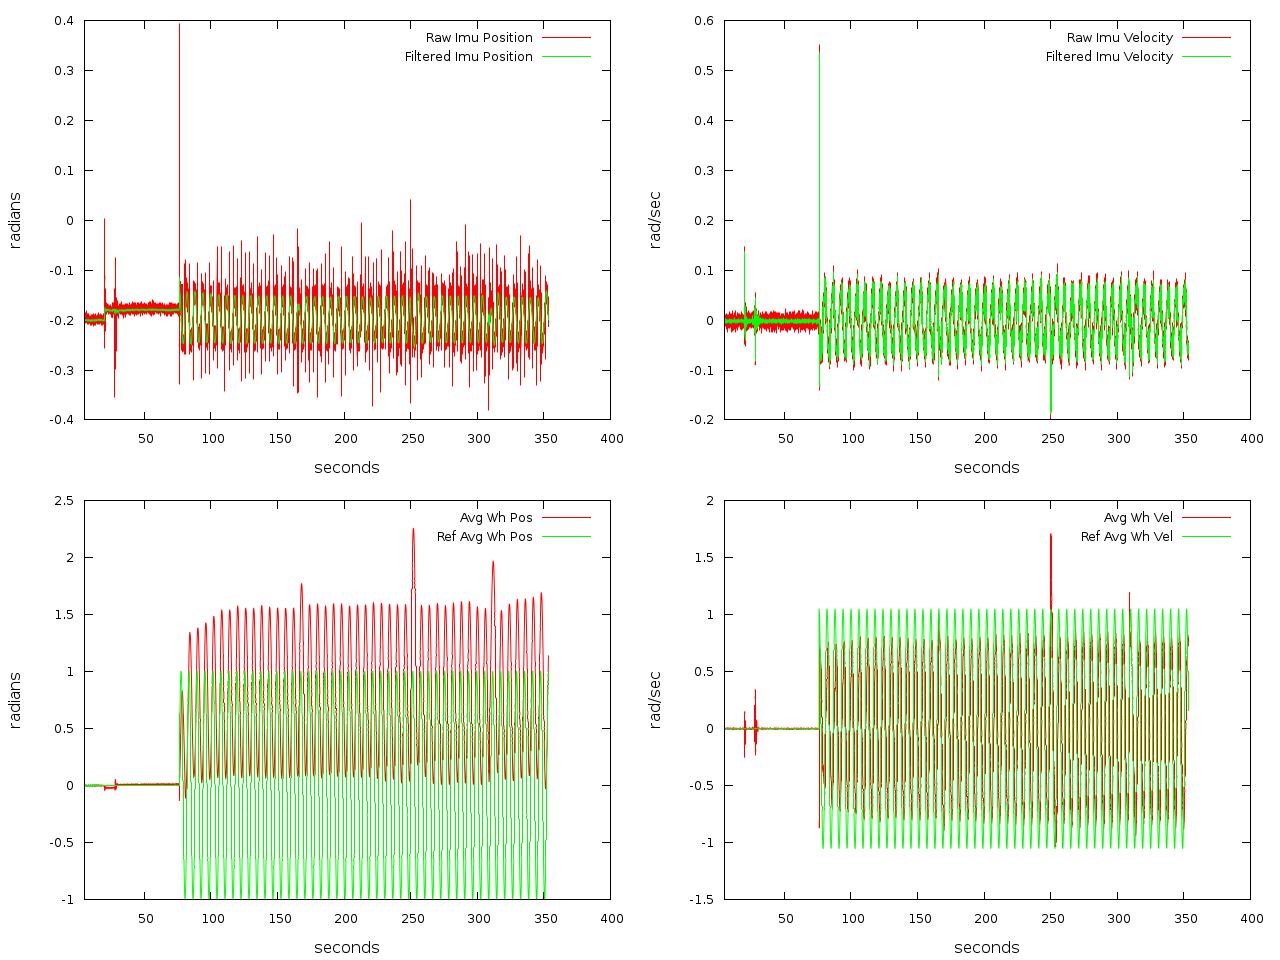 0.4
0.3
0.2
0.1
0
-0.1
-0.2
-0.3
-0.4
radians
Raw Imu Position
Filtered Imu Position
50 100 150 200 250 300 350 400
seconds
0.6
0.5
0.4
0.3
0.2
0.1
0
-0.1
-0.2
rad/sec
Raw Imu Velocity
Filtered Imu Velocity
50 100 150 200 250 300 350 400
seconds
2.5
2
1.5
1
0.5
0
-0.5
-1
radians
Avg Wh Pos
Ref Avg Wh Pos
50 100 150 200 250 300 350 400
seconds
2
1.5
1
0.5
0
-0.5
-1
-1.5
rad/sec
Avg Wh Vel
Ref Avg Wh Vel
50 100 150 200 250 300 350 400
seconds